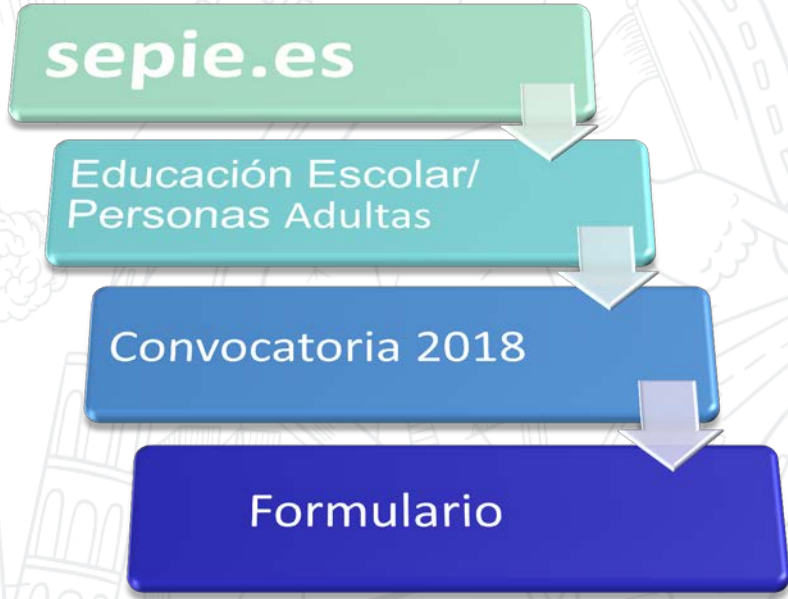 sepie.es
Educación Escolar/
Personas Adultas
Convocatoria 2018
Formulario